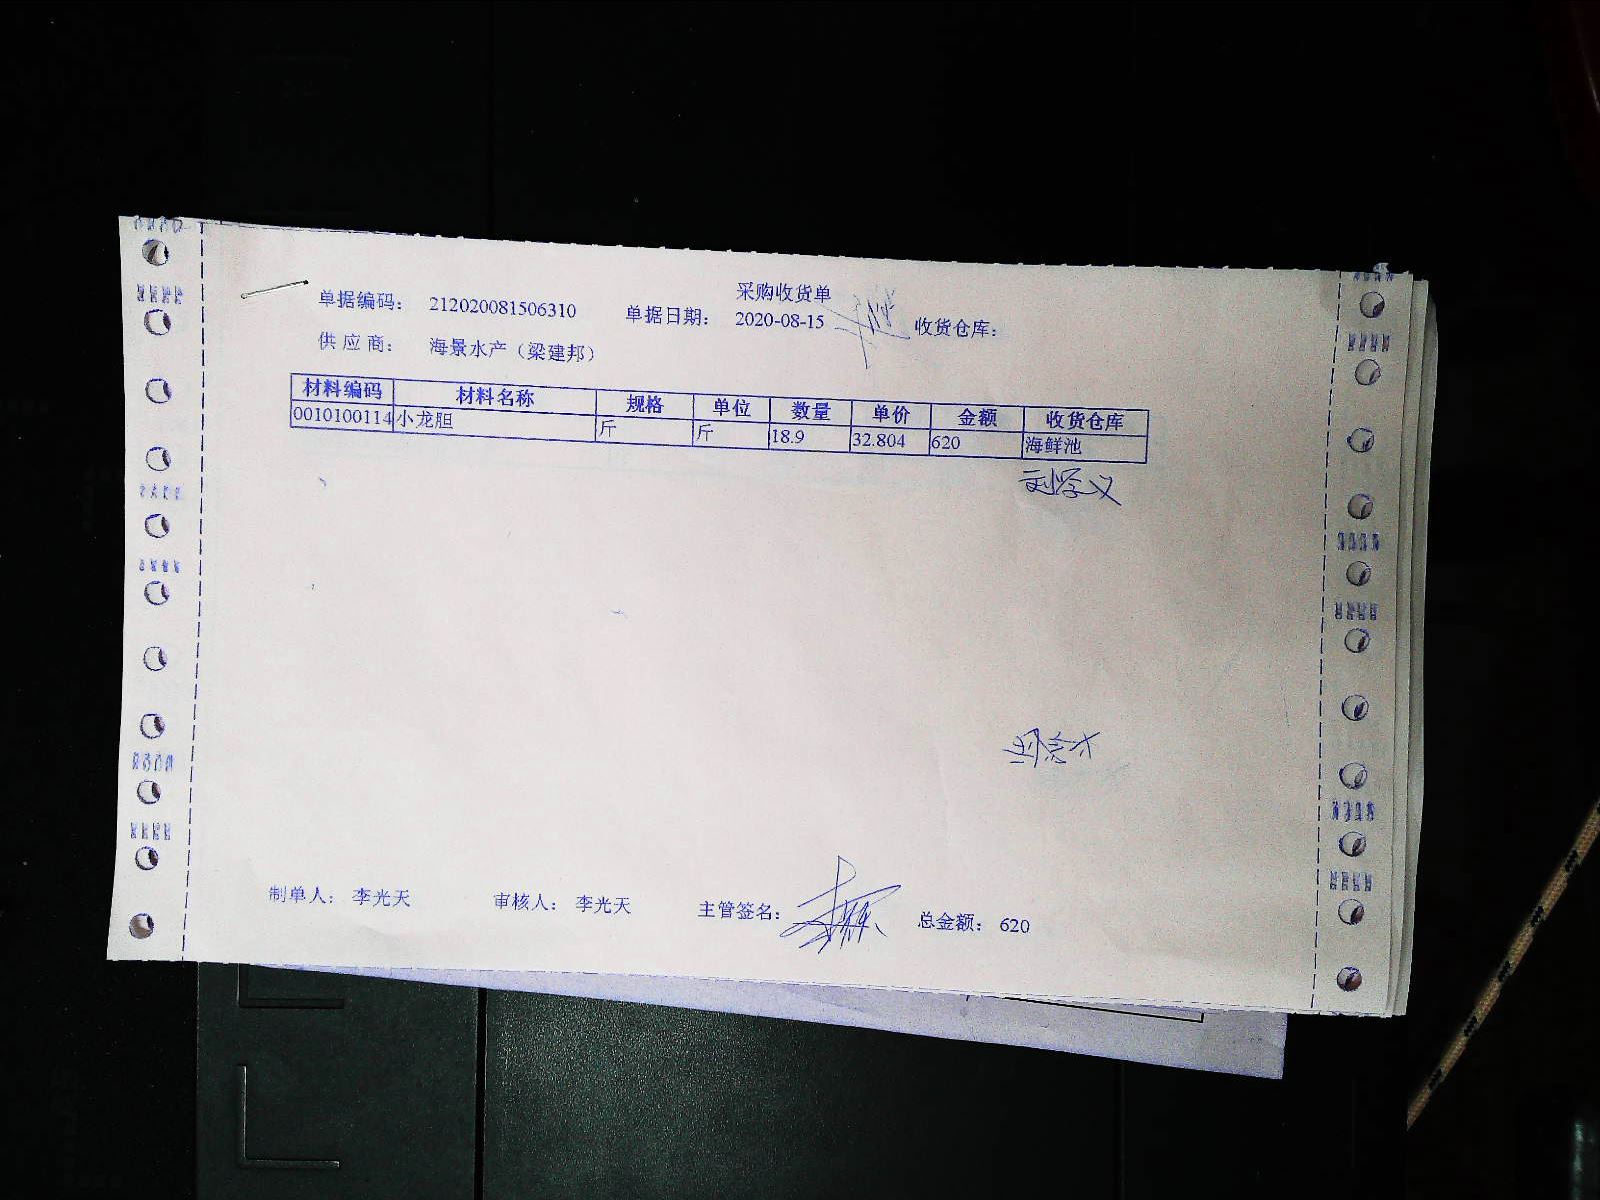 采购收货单
单据编码： 212020081506310 单据日期： 2020-08-15 收货仓库：
供应商： 海景水产（梁建邦）
材料编码 材料名称 规格 单位 数量 单价 金额 收货仓库
0010100114 小龙胆 斤 斤 18.9 32.804 620 海鲜池
刘学义
制单人： 李光天 审核人： 李光天 主管签名： 总金额： 620